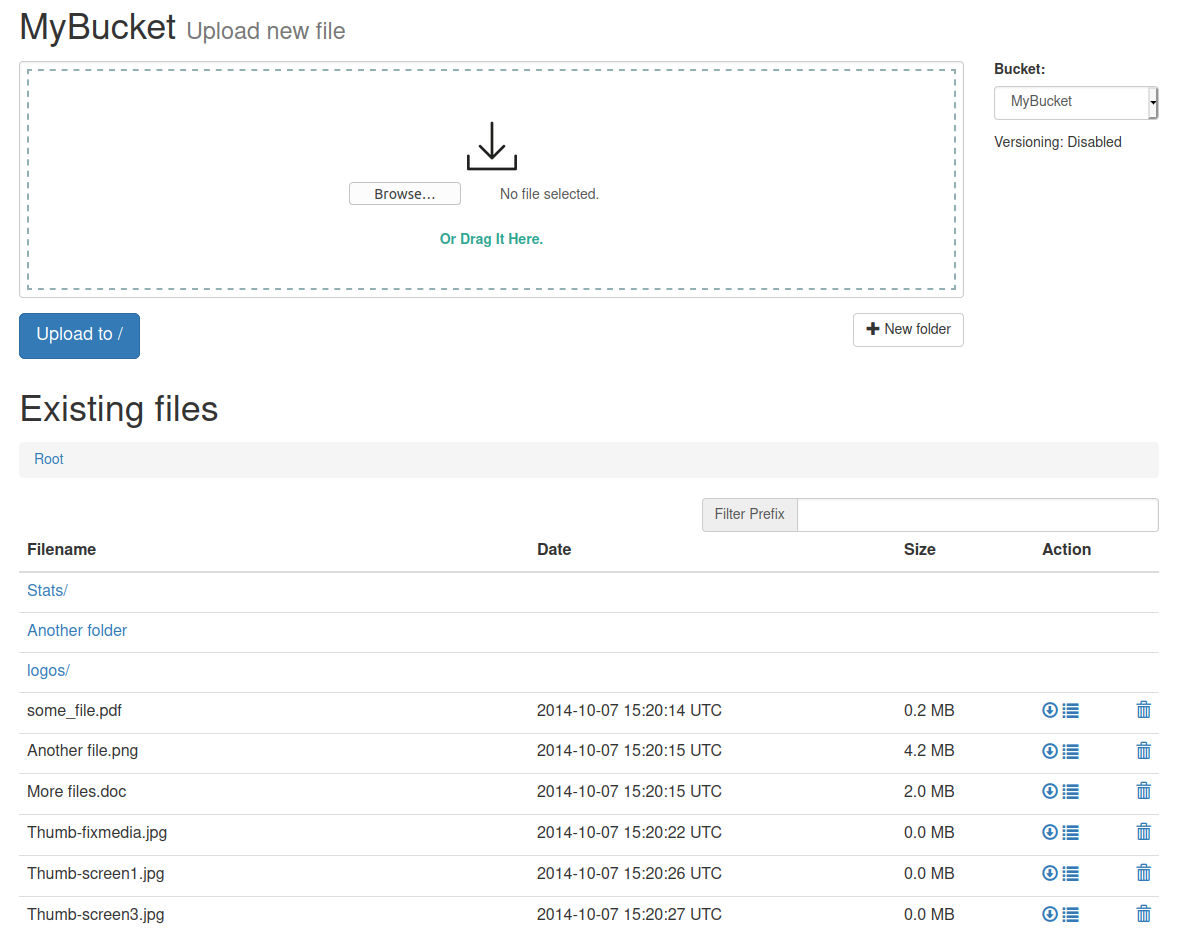 MyBucket Upload new file
Bucket:
MyBucket
Versioning: Disabled
Browse... No file selected.
Or Drag It Here.
Upload to /
New folder
Existing files
Root
Filter Prefix
Filename Date Size Action
Stats/
Another folder
logos/
some_file.pdf 2014-10-07 15:20:14 UTC 0.2 MB
Another file.png 2014-10-07 15:20:15 UTC 4.2 MB
More files.doc 2014-10-07 15:20:15 UTC 2.0 MB
Thumb-fixmedia.jpg 2014-10-07 15:20:22 UTC 0.0 MB
Thumb-screen1.jpg 2014-10-07 15:20:26 UTC 0.0 MB
Thumb-screen3.jpg 2014-10-07 15:20:27 UTC 0.0 MB